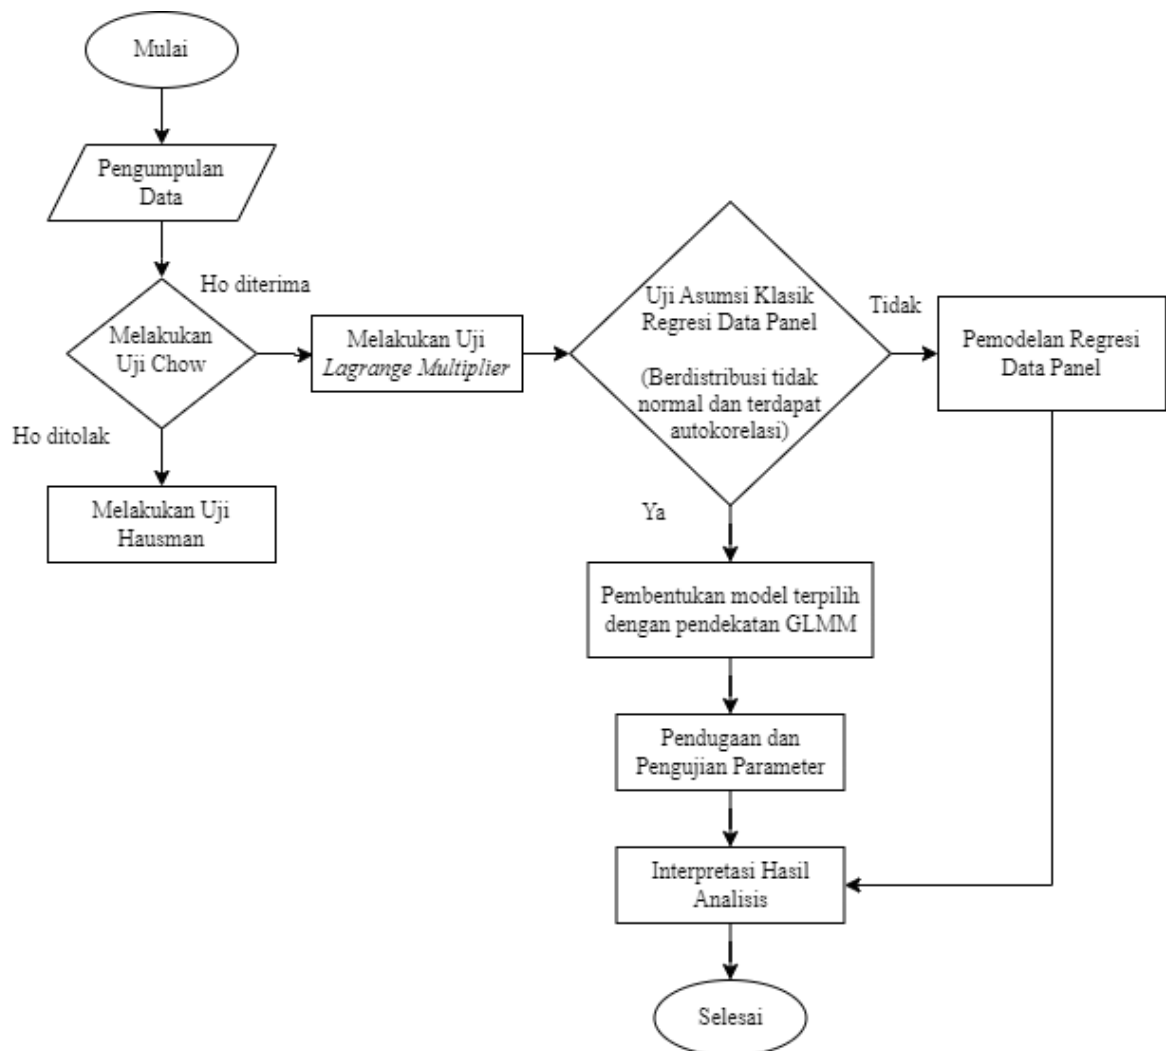 Mulai
Pengumpulan
Data
Ho diterima
Melakukan
Uji Chow
Ho ditolak
Melakukan Uji
Hausman
Melakukan Uji
Lagrange Multiplier
Uji Asumsi Klasik
Regresi Data Panel
(Berdistribusi tidak
normal dan terdapat
autokorelasi)
Tidak
Pemodelan Regresi
Data Panel
Ya
Pembentukan model terpilih
dengan pendekatan GLMM
Pendugaan dan
Pengujian Parameter
Interpretasi Hasil
Analisis
Selesai